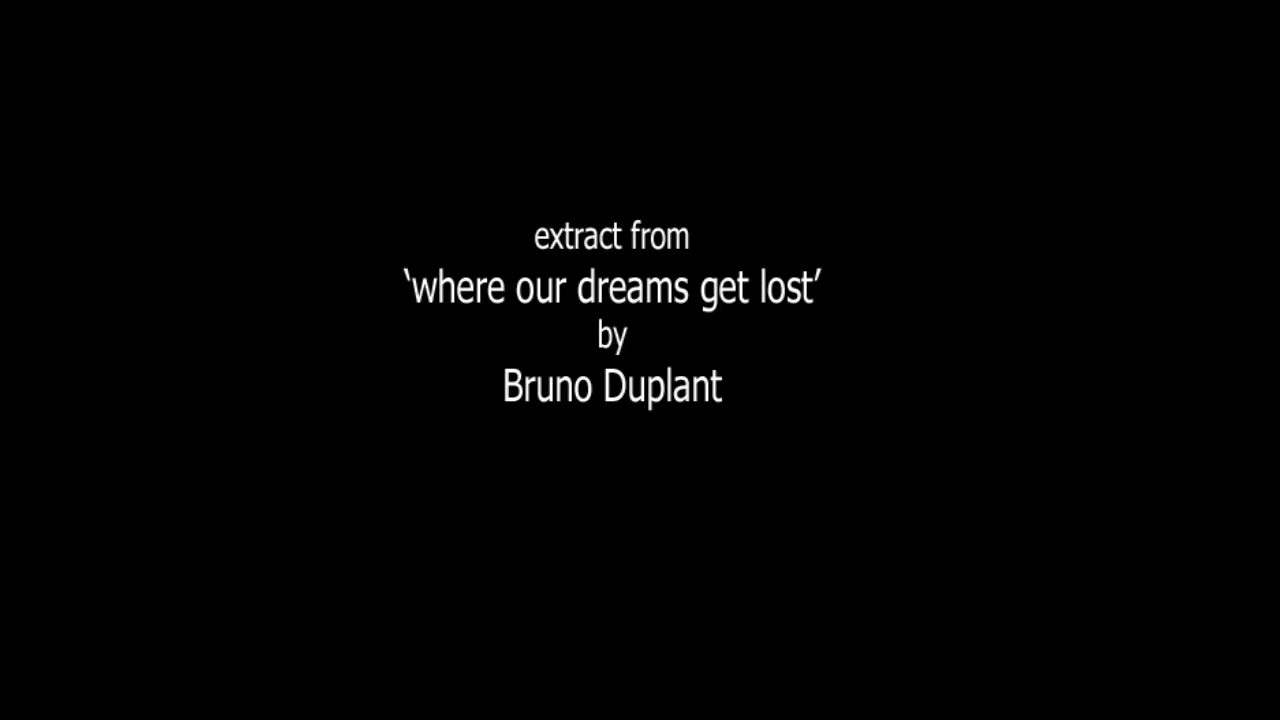 extract from
‘where our dreams get lost’
by
Bruno Duplant